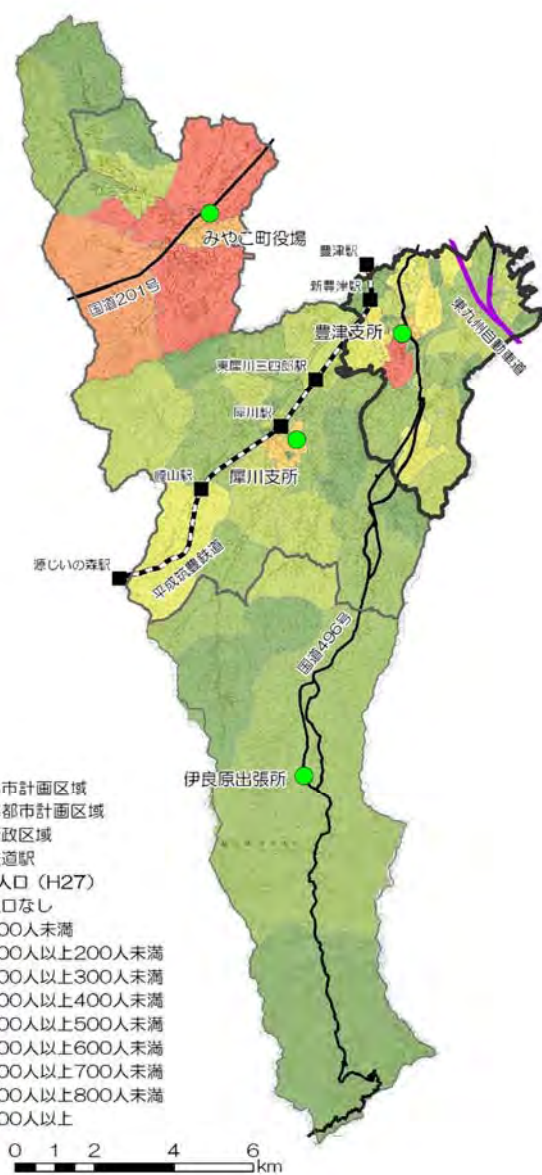 みやこ町役場
国道201号
豊津駅
新豊津駅
豊津支所
東九州自動車道
東犀川三四郎駅
犀川駅
犀川支所
崎山駅
源じいの森駅
平成筑豊鉄道
国道496号
伊良原出張所
市計画区域
都市計画区域
政区域
道駅
人口(H27)
口なし
00人未満
00人以上200人未満
00人以上300人未満
00人以上400人未満
00人以上500人未満
00人以上600人未満
00人以上700人未満
00人以上800人未満
00人以上
0 1 2 4 6
km